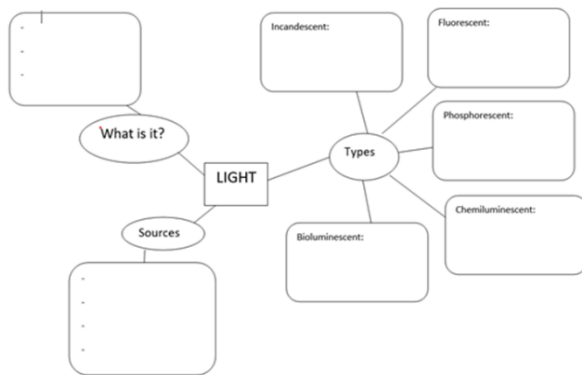 Incandescent:
Fluorescent:
-
-
-
Phosphorescent:
What is it?
Types
LIGHT
Chemiluminescent:
Sources
Bioluminescent:
-
-
-
-